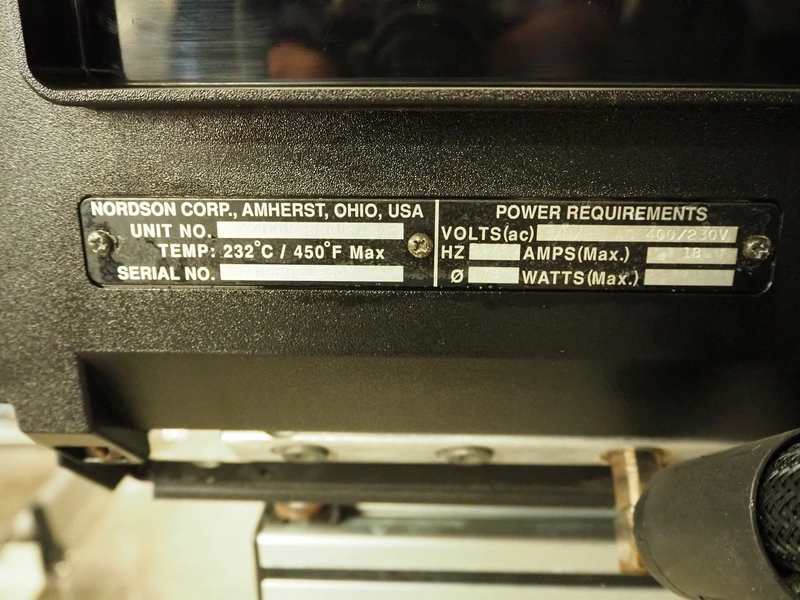 NORDSON CORP., AMHERST, OHIO, USA
UNIT NO.
TEMP: 232°C / 450°F Max
SERIAL NO.
POWER REQUIREMENTS
VOLTS(ac) 400/230V
HZ AMPS(Max.) 18
Ø WATTS(Max.)